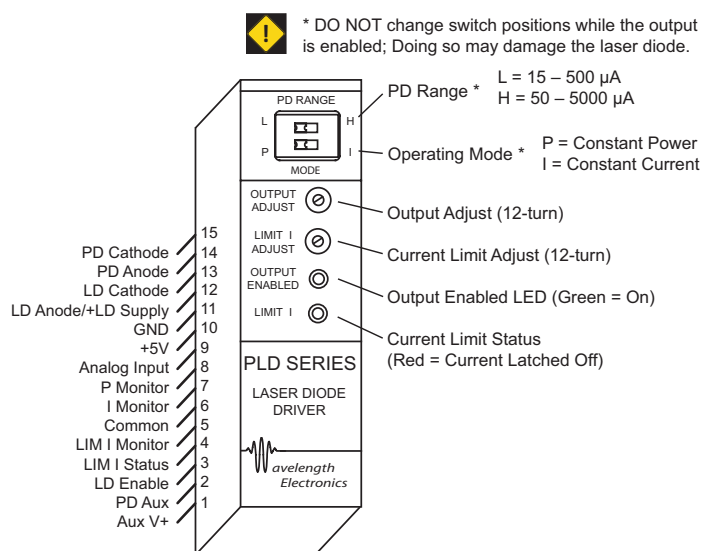 * DO NOT change switch positions while the output
is enabled; Doing so may damage the laser diode.
PD RANGE
L
H
P
I
MODE
PD Range *
L = 15 – 500 µA
H = 50 – 5000 µA
Operating Mode *
P = Constant Power
I = Constant Current
OUTPUT
ADJUST
Output Adjust (12-turn)
LIMIT I
ADJUST
Current Limit Adjust (12-turn)
OUTPUT
ENABLED
Output Enabled LED (Green = On)
LIMIT I
Current Limit Status
(Red = Current Latched Off)
PLD SERIES
LASER DIODE
DRIVER
avelength
Electronics
15
PD Cathode 14
PD Anode 13
LD Cathode 12
LD Anode/+LD Supply 11
GND 10
+5V 9
Analog Input 8
P Monitor 7
I Monitor 6
Common 5
LIM I Monitor 4
LIM I Status 3
LD Enable 2
PD Aux 1
Aux V+